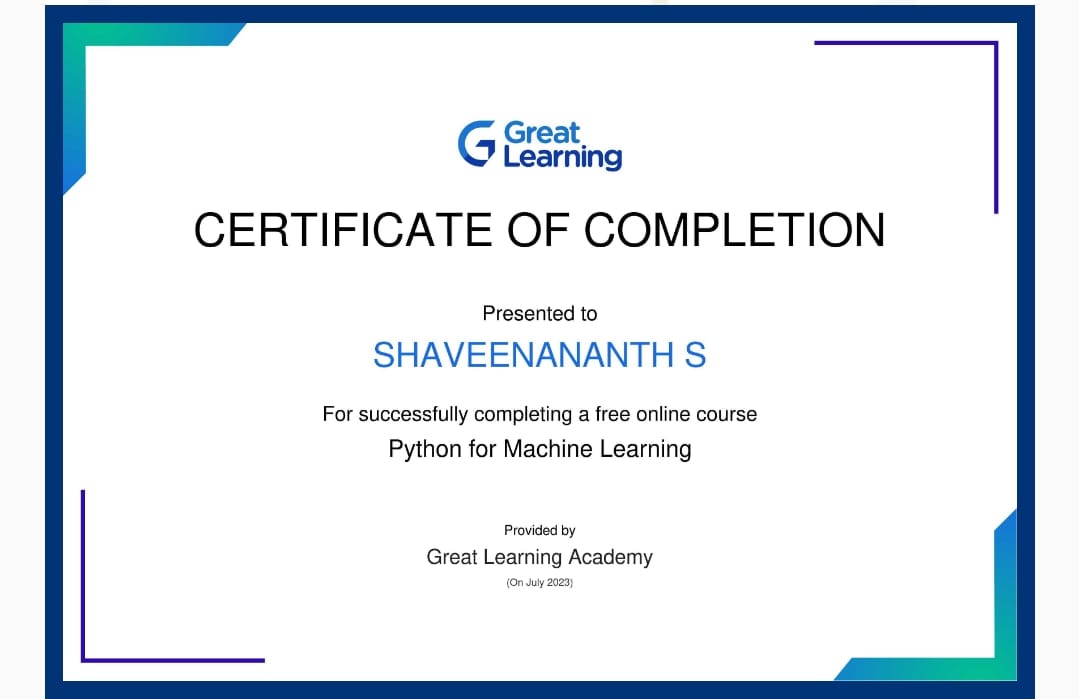 Great
Learning
CERTIFICATE OF COMPLETION
Presented to
SHAVEENANANTH S
For successfully completing a free online course
Python for Machine Learning
Provided by
Great Learning Academy
(On July 2023)